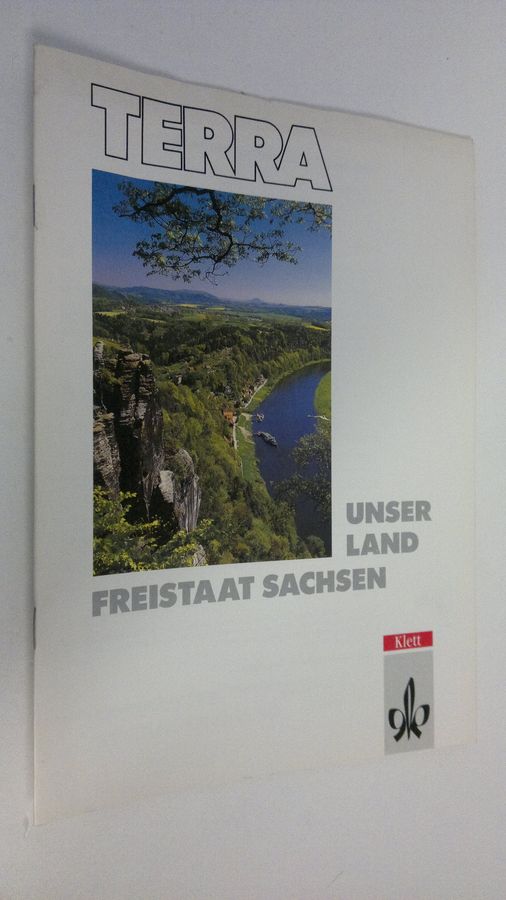 TERRA
UNSER
LAND
FREISTAAT SACHSEN
Klett